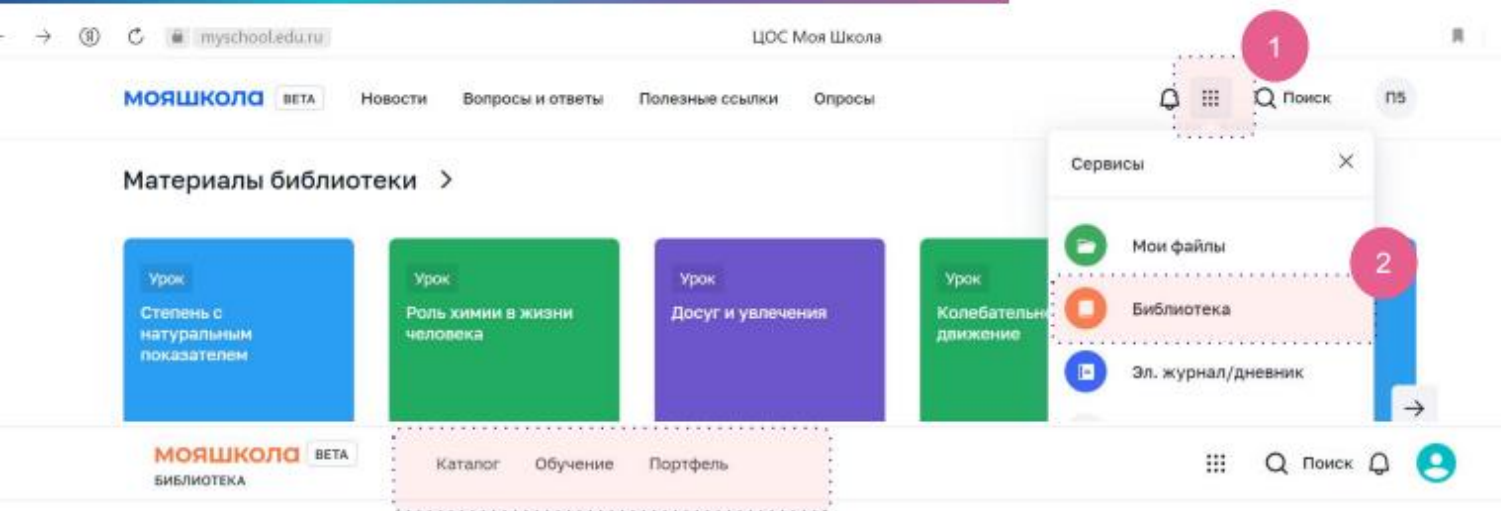 myschool.edu.ru ЦОС Моя Школа
1
МОЯШКОЛА BETA Новости Вопросы и ответы Полезные ссылки Опросы Поиск П5
Материалы библиотеки
Сервисы
Мои файлы
2
Библиотека
Эл. журнал/дневник
Урок
Степень с
натуральным
показателем
Урок
Роль химии в жизни
человека
Урок
Досуг и увлечения
Урок
движение
МОЯШКОЛА BETA
БИБЛИОТЕКА
Каталог Обучение Портфель Поиск